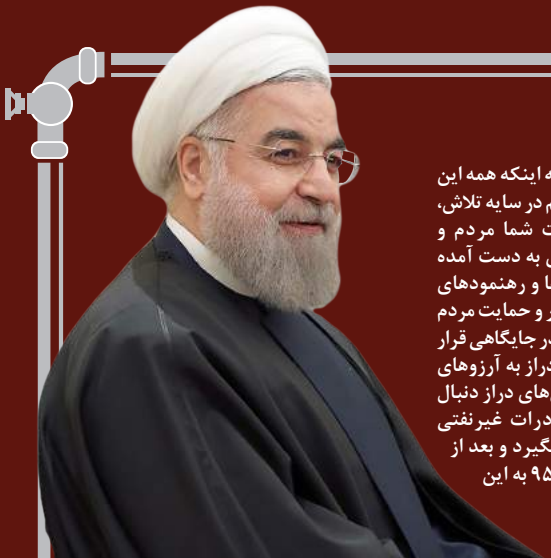 ه اینکه همه این
م در سایه تلاش،
ت شما مردم و
ی به دست آمده
ا و رهنمودهای
ر و حمایت مردم
ر جایگاهی قرار
دراز به آرزوهای
‌های دراز دنبال
درات غیرنفتی
گیرد و بعد از
۹۵ به این